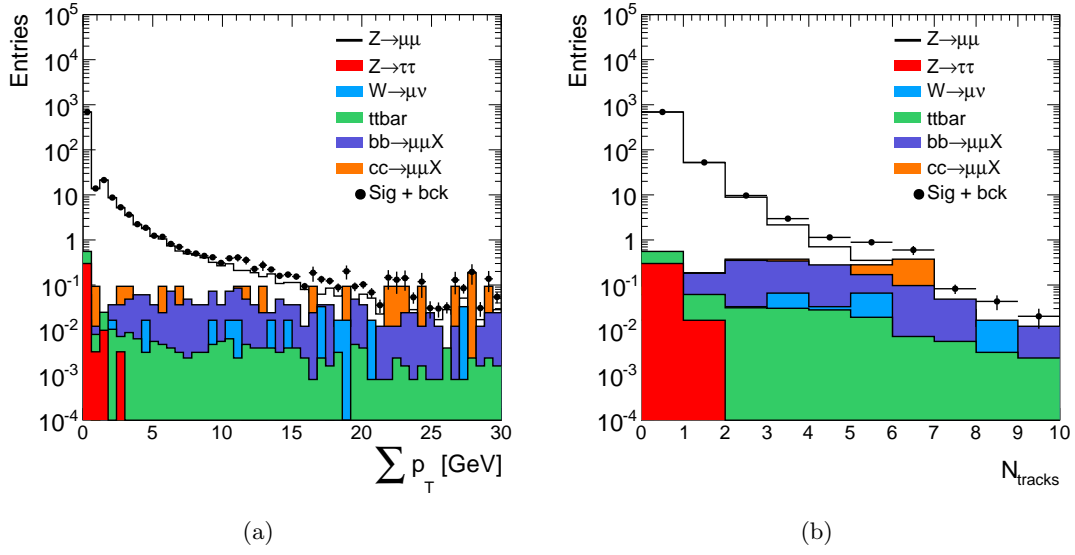 Entries
10^5
10^4
10^3
10^2
10
1
10^-1
10^-2
10^-3
10^-4
Z→μμ
Z→ττ
W→μν
ttbar
bb→μμX
cc→μμX
Sig + bck
0 5 10 15 20 25 30
∑ p_T [GeV]
(a)
Entries
10^5
10^4
10^3
10^2
10
1
10^-1
10^-2
10^-3
10^-4
Z→μμ
Z→ττ
W→μν
ttbar
bb→μμX
cc→μμX
Sig + bck
0 1 2 3 4 5 6 7 8 9 10
N_tracks
(b)